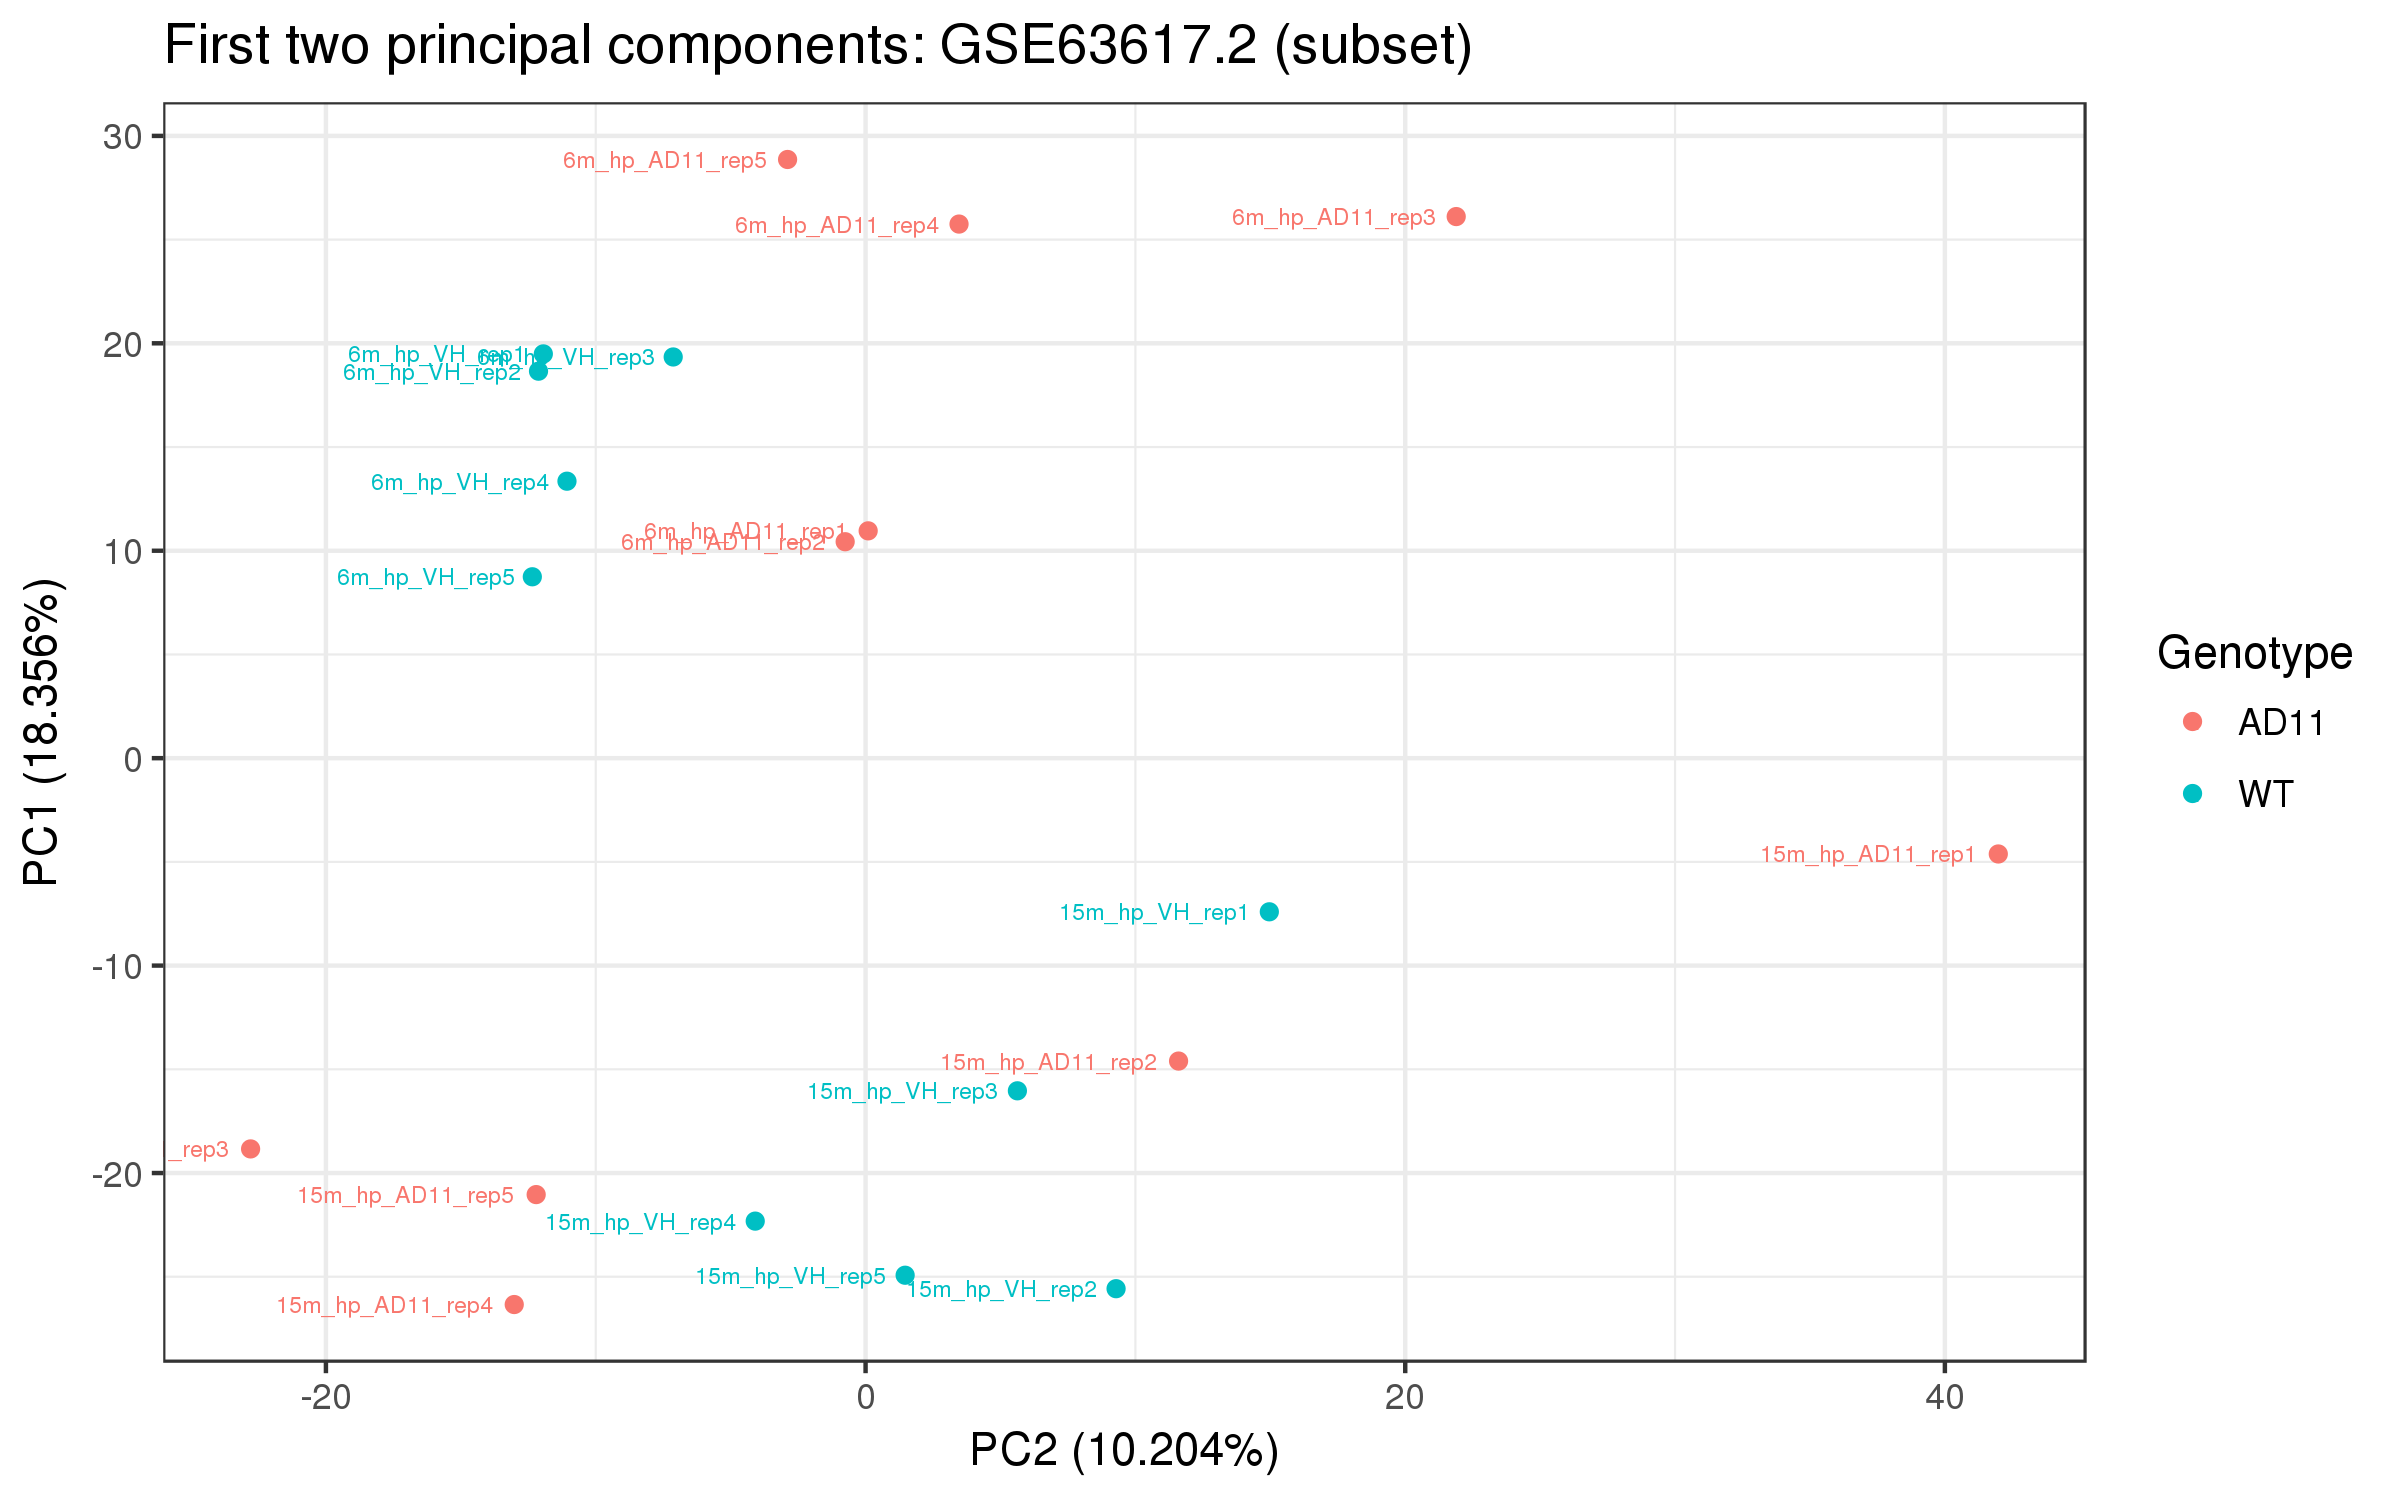 First two principal components: GSE63617.2 (subset)
PC1 (18.356%)
30
20
10
0
-10
-20
6m_hp_AD11_rep5
6m_hp_AD11_rep3
6m_hp_AD11_rep4
6m_hp_VH_rep1
6m_hp_VH_rep3
6m_hp_VH_rep2
6m_hp_VH_rep4
6m_hp_AD11_rep1
6m_hp_AD11_rep2
6m_hp_VH_rep5
15m_hp_AD11_rep1
15m_hp_VH_rep1
15m_hp_AD11_rep2
15m_hp_VH_rep3
_rep3
15m_hp_AD11_rep5
15m_hp_VH_rep4
15m_hp_VH_rep5
15m_hp_VH_rep2
15m_hp_AD11_rep4
-20
0
20
40
PC2 (10.204%)
Genotype
AD11
WT